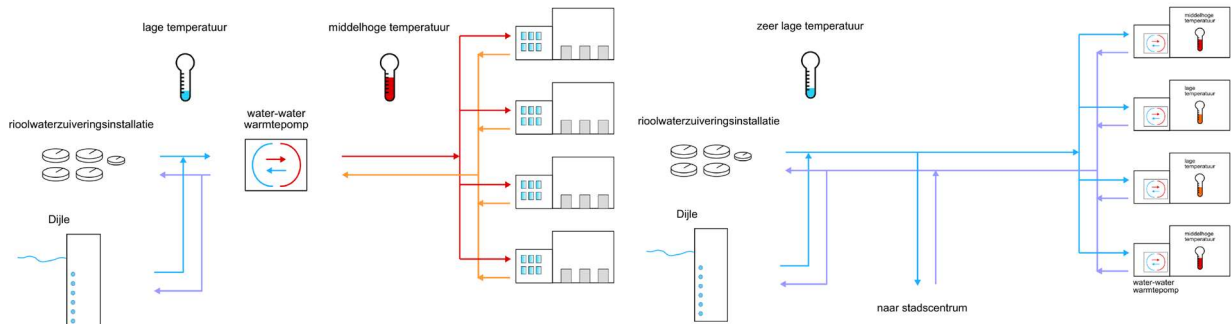 lage temperatuur
middelhoge temperatuur
water-water
warmtepomp
rioolwaterzuiveringsinstallatie
Dijle
zeer lage temperatuur
rioolwaterzuiveringsinstallatie
Dijle
naar stadscentrum
middelhoge
temperatuur
lage
temperatuur
lage
temperatuur
middelhoge
temperatuur
water-water
warmtepomp